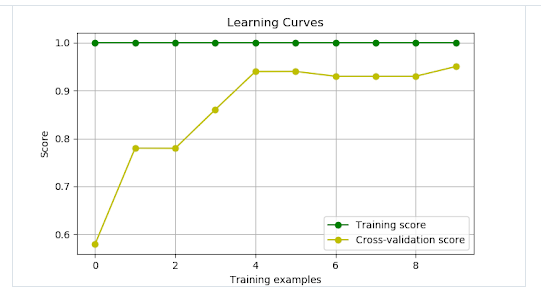 Learning Curves
1.0
0.9
0.8
0.7
0.6
Score
0 2 4 6 8
Training examples
Training score
Cross-validation score